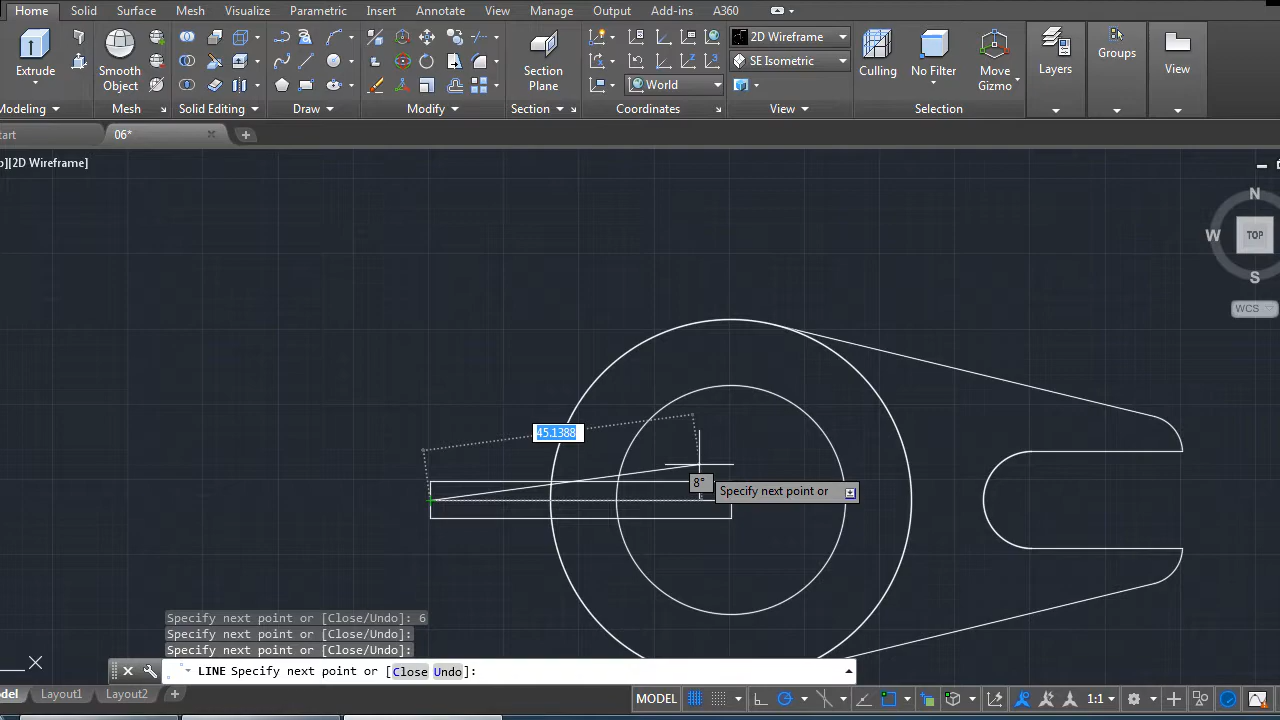 Home Solid Surface Mesh Visualize Parametric Insert Annotate View Manage Output Add-ins A360
2D Wireframe
SE Isometric
World
Extrude
Smooth
Object
Section
Plane
Culling
No Filter
Move
Gizmo
Layers
Groups
View
Modeling
Mesh
Solid Editing
Draw
Modify
Section
Coordinates
View
Selection
06*
][2D Wireframe]
N
W
TOP
S
WCS
45.1388
8°
Specify next point or
Specify next point or [Close/Undo]: 6
Specify next point or [Close/Undo]:
Specify next point or [Close/Undo]:
LINE Specify next point or [Close Undo]:
Layout1 Layout2
MODEL
1:1